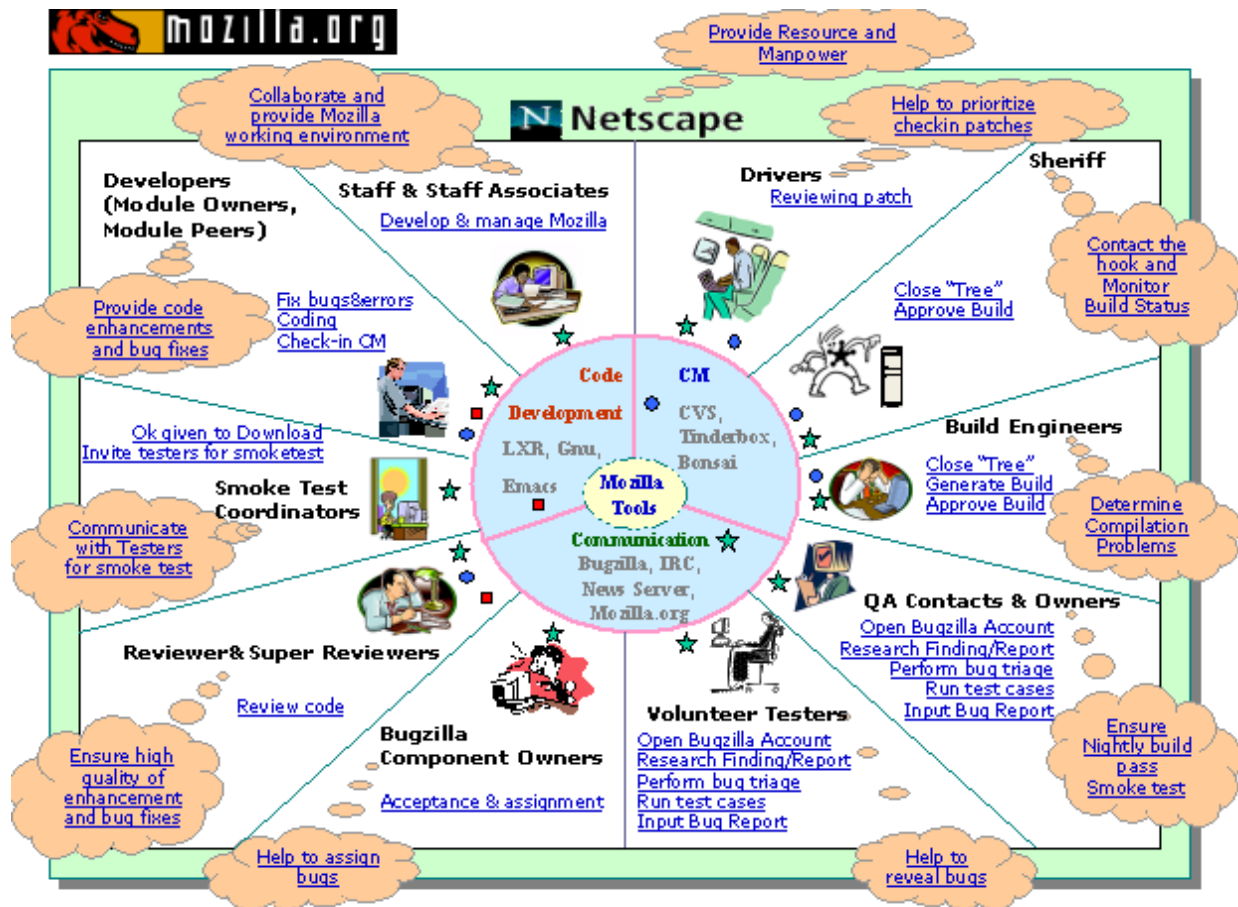 mozilla.org
Provide Resource and
Manpower
Collaborate and
provide Mozilla
working environment
N Netscape
Help to prioritize
checkin patches
Developers
(Module Owners,
Module Peers)
Staff & Staff Associates
Develop & manage Mozilla
Drivers
Reviewing patch
Sheriff
Contact the
hook and
Monitor
Build Status
Close "Tree"
Approve Build
Provide code
enhancements
and bug fixes
Fix bugs&errors
Coding
Check-in CM
Code
Development
LXR, Gnu,
Emacs
CM
CVS,
Tinderbox,
Bonsai
Mozilla
Tools
Communication
Bugzilla, IRC,
News Server,
Mozilla.org
Ok given to Download
Invite testers for smoketest
Smoke Test
Coordinators
Communicate
with Testers
for smoke test
Build Engineers
Close "Tree"
Generate Build
Approve Build
Determine
Compilation
Problems
QA Contacts & Owners
Open Bugzilla Account
Research Finding/Report
Perform bug triage
Run test cases
Input Bug Report
Ensure
Nightly build
pass
Smoke test
Reviewer& Super Reviewers
Review code
Ensure high
quality of
enhancement
and bug fixes
Bugzilla
Component Owners
Acceptance & assignment
Help to assign
bugs
Volunteer Testers
Open Bugzilla Account
Research Finding/Report
Perform bug triage
Run test cases
Input Bug Report
Help to
reveal bugs